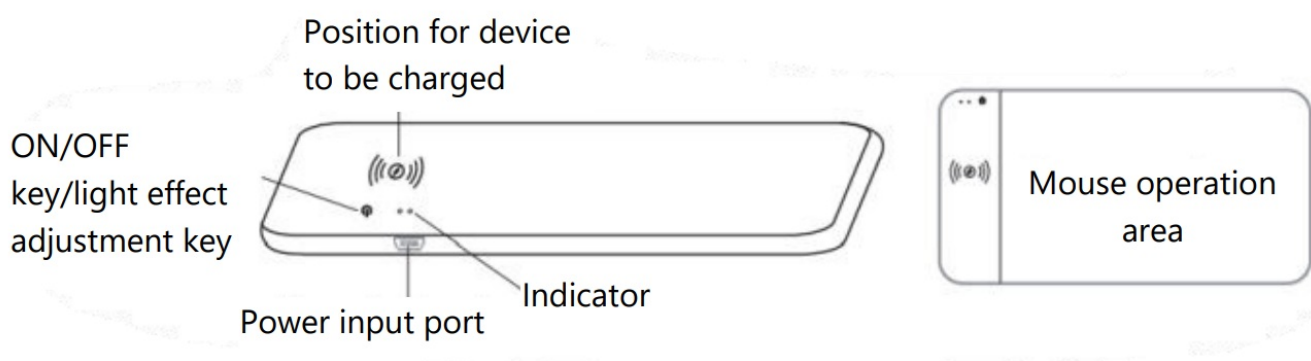 Position for device
to be charged
ON/OFF
key/light effect
adjustment key
Indicator
Power input port
Mouse operation
area